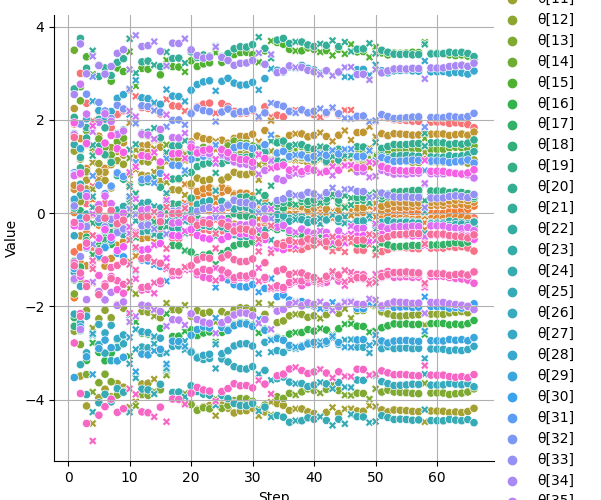 θ[11]
4
2
0
−2
−4
Value
0
10
20
30
40
50
60
Step
θ[12]
θ[13]
θ[14]
θ[15]
θ[16]
θ[17]
θ[18]
θ[19]
θ[20]
θ[21]
θ[22]
θ[23]
θ[24]
θ[25]
θ[26]
θ[27]
θ[28]
θ[29]
θ[30]
θ[31]
θ[32]
θ[33]
θ[34]
θ[35]